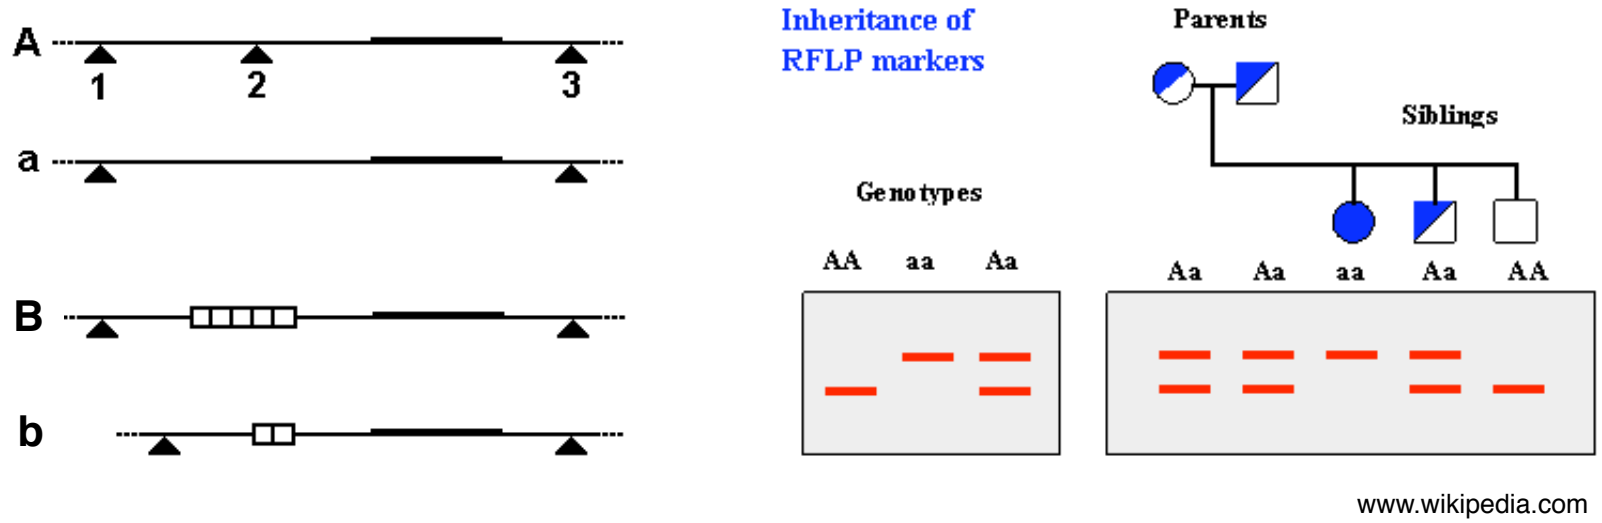 A
1 2 3
a
B
b
Inheritance of
RFLP markers
Genotypes
AA aa Aa
Parents
Siblings
Aa Aa aa Aa AA
www.wikipedia.com